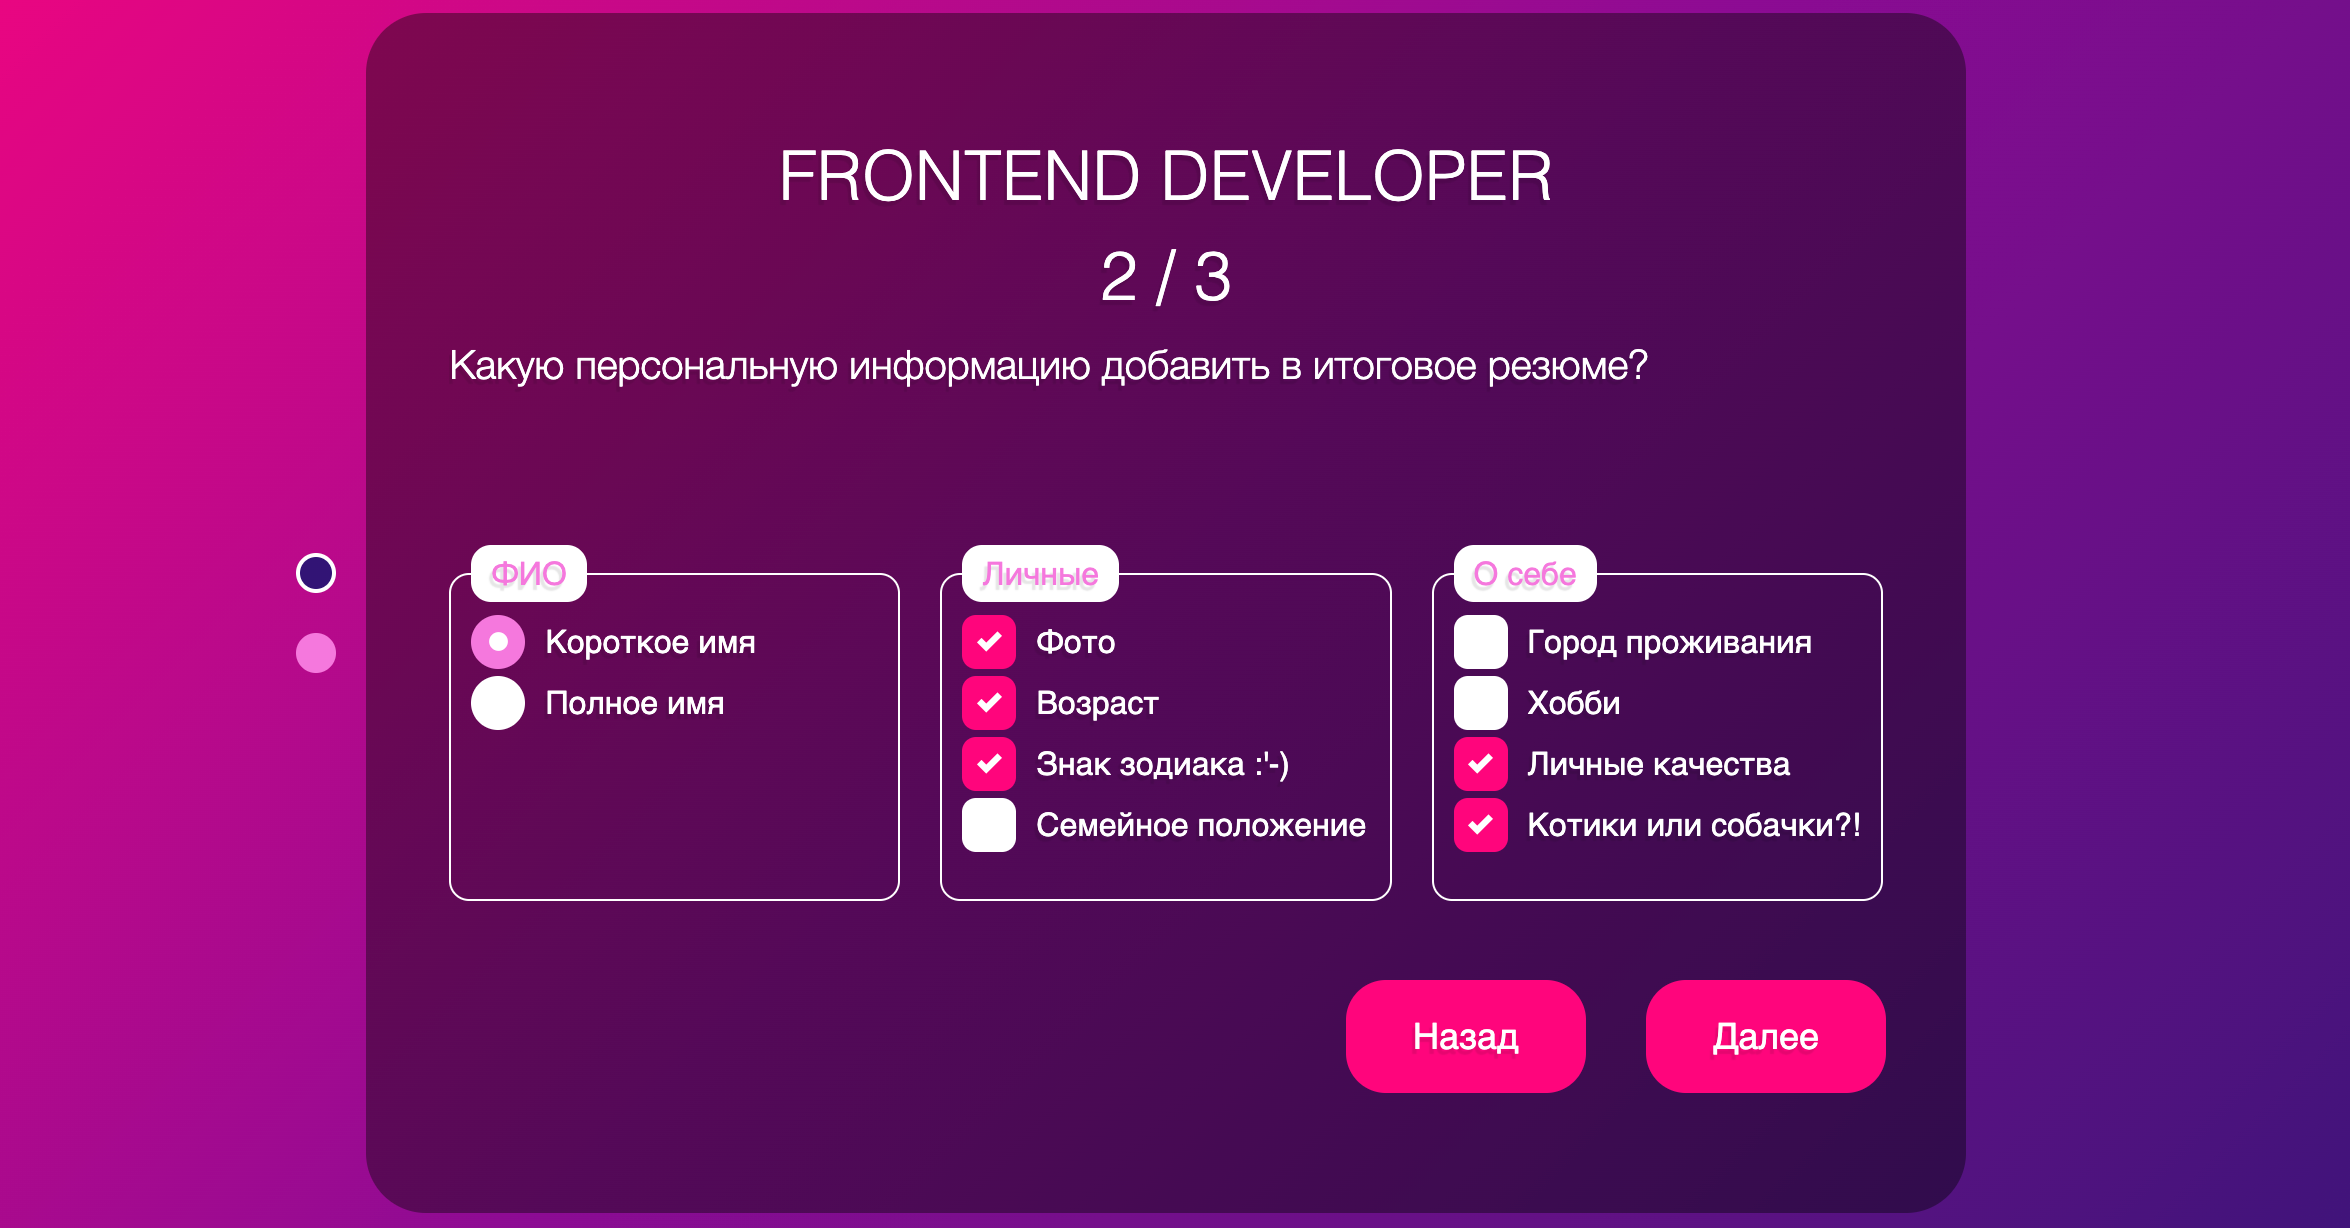 FRONTEND DEVELOPER
2 / 3
Какую персональную информацию добавить в итоговое резюме?
ФИО
Короткое имя
Полное имя
Личные
Фото
Возраст
Знак зодиака :'-)
Семейное положение
О себе
Город проживания
Хобби
Личные качества
Котики или собачки?!
Назад
Далее